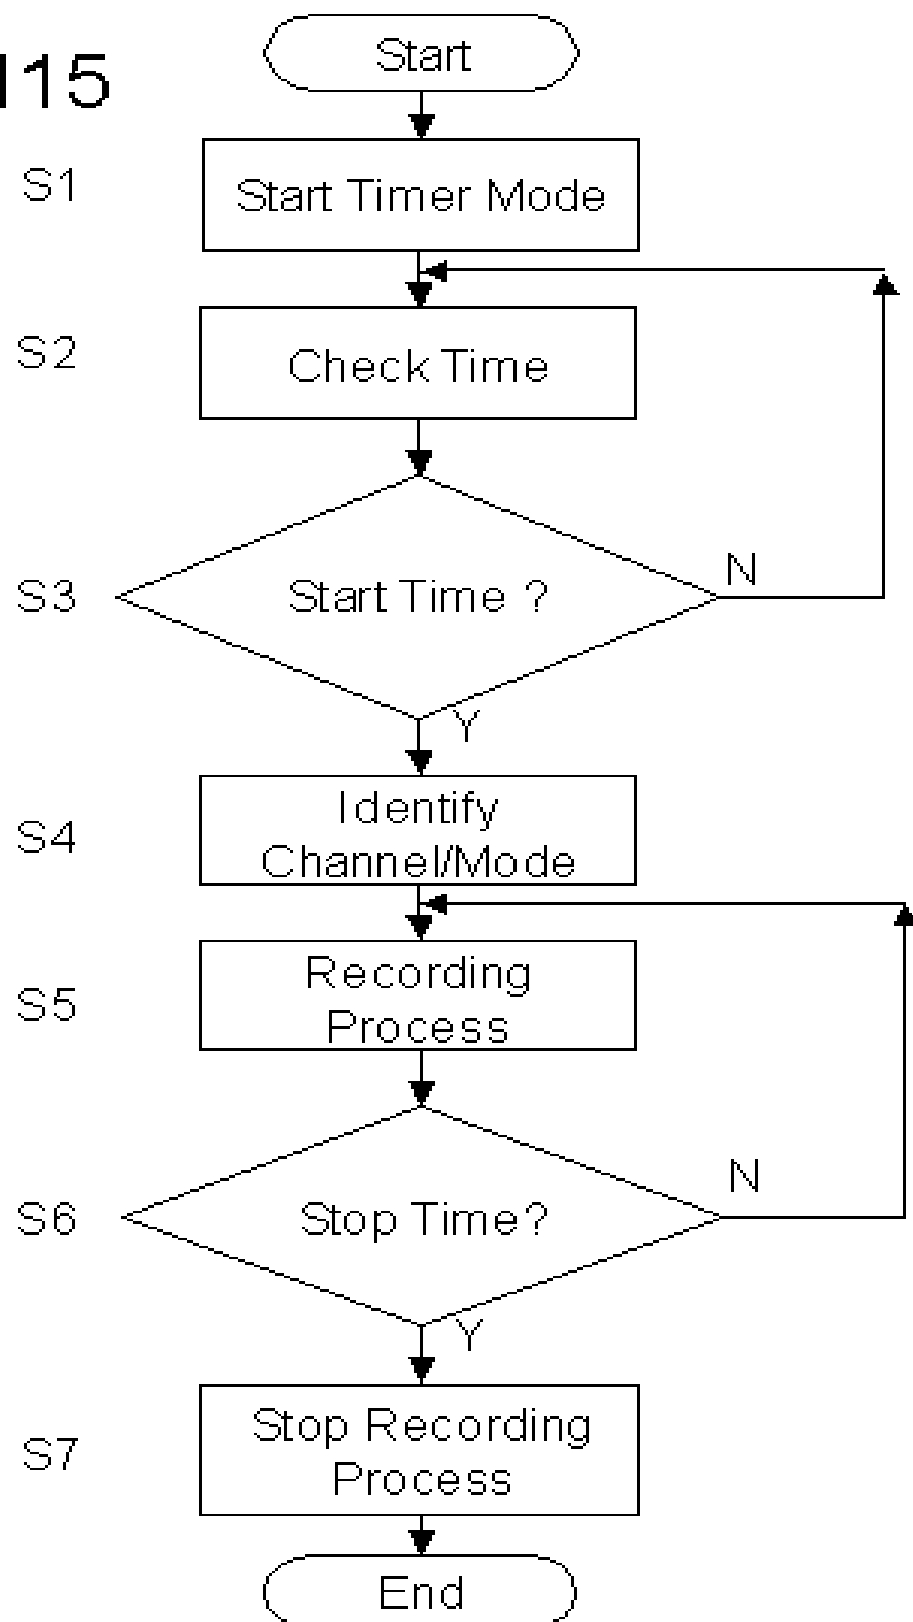 Start
115
S1
Start Timer Mode
S2
Check Time
S3
Start Time ?
N
Y
S4
Identify
Channel/Mode
S5
Recording
Process
S6
Stop Time?
N
Y
S7
Stop Recording
Process
End